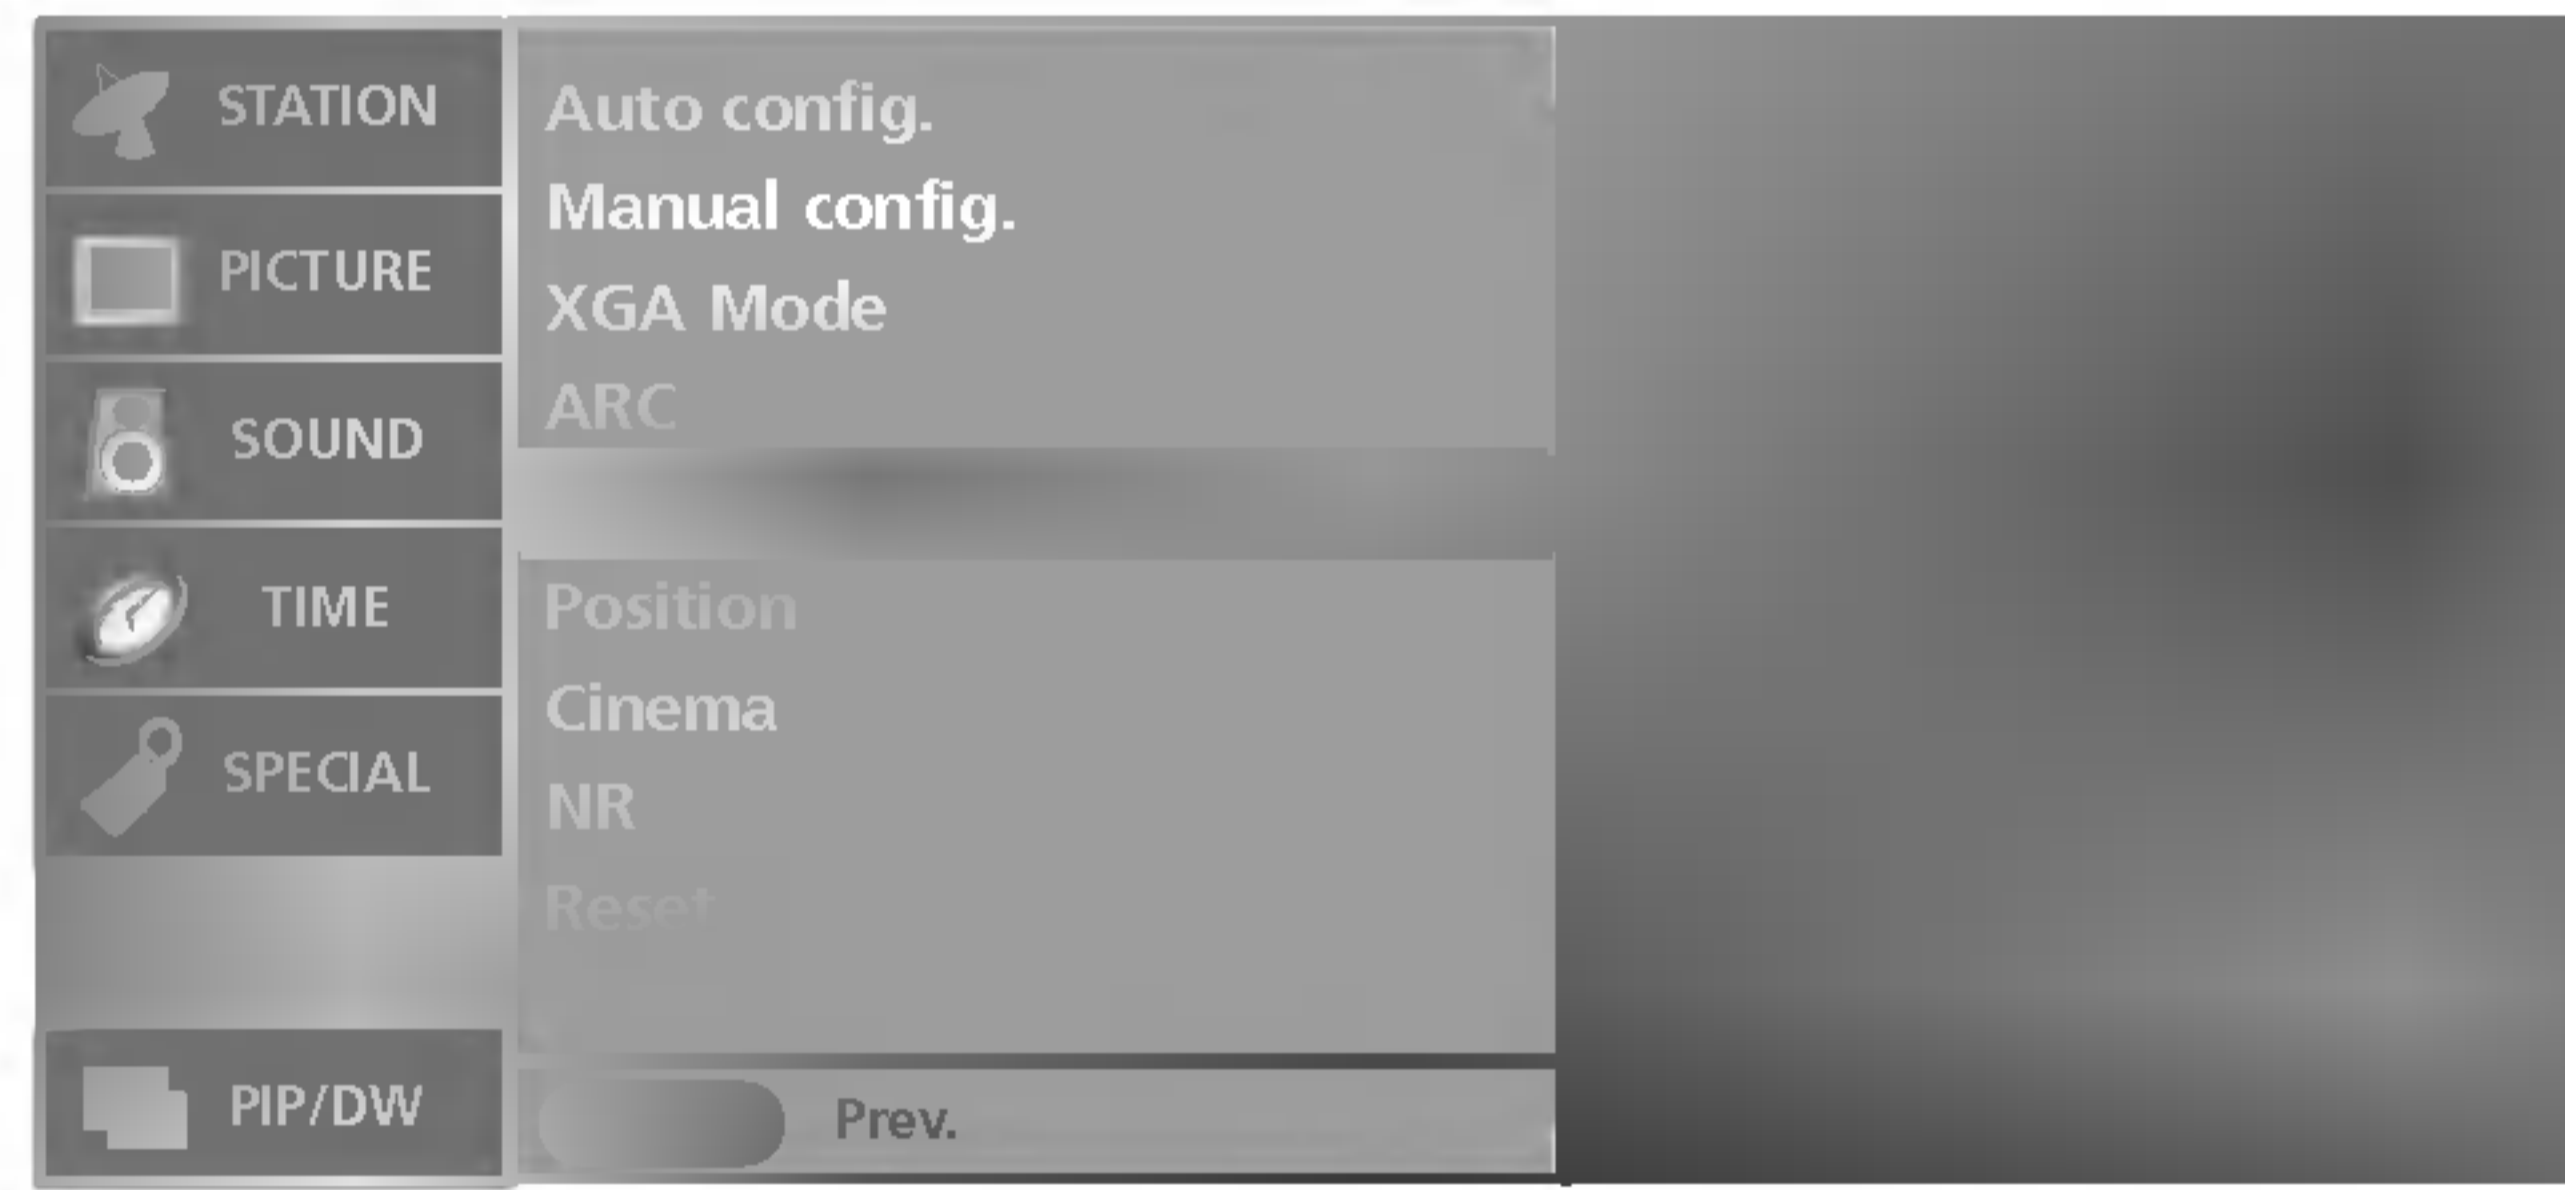 STATION
PICTURE
SOUND
TIME
SPECIAL
PIP/DW
Auto config.
Manual config.
XGA Mode
ARC
Position
Cinema
NR
Reset
Prev.